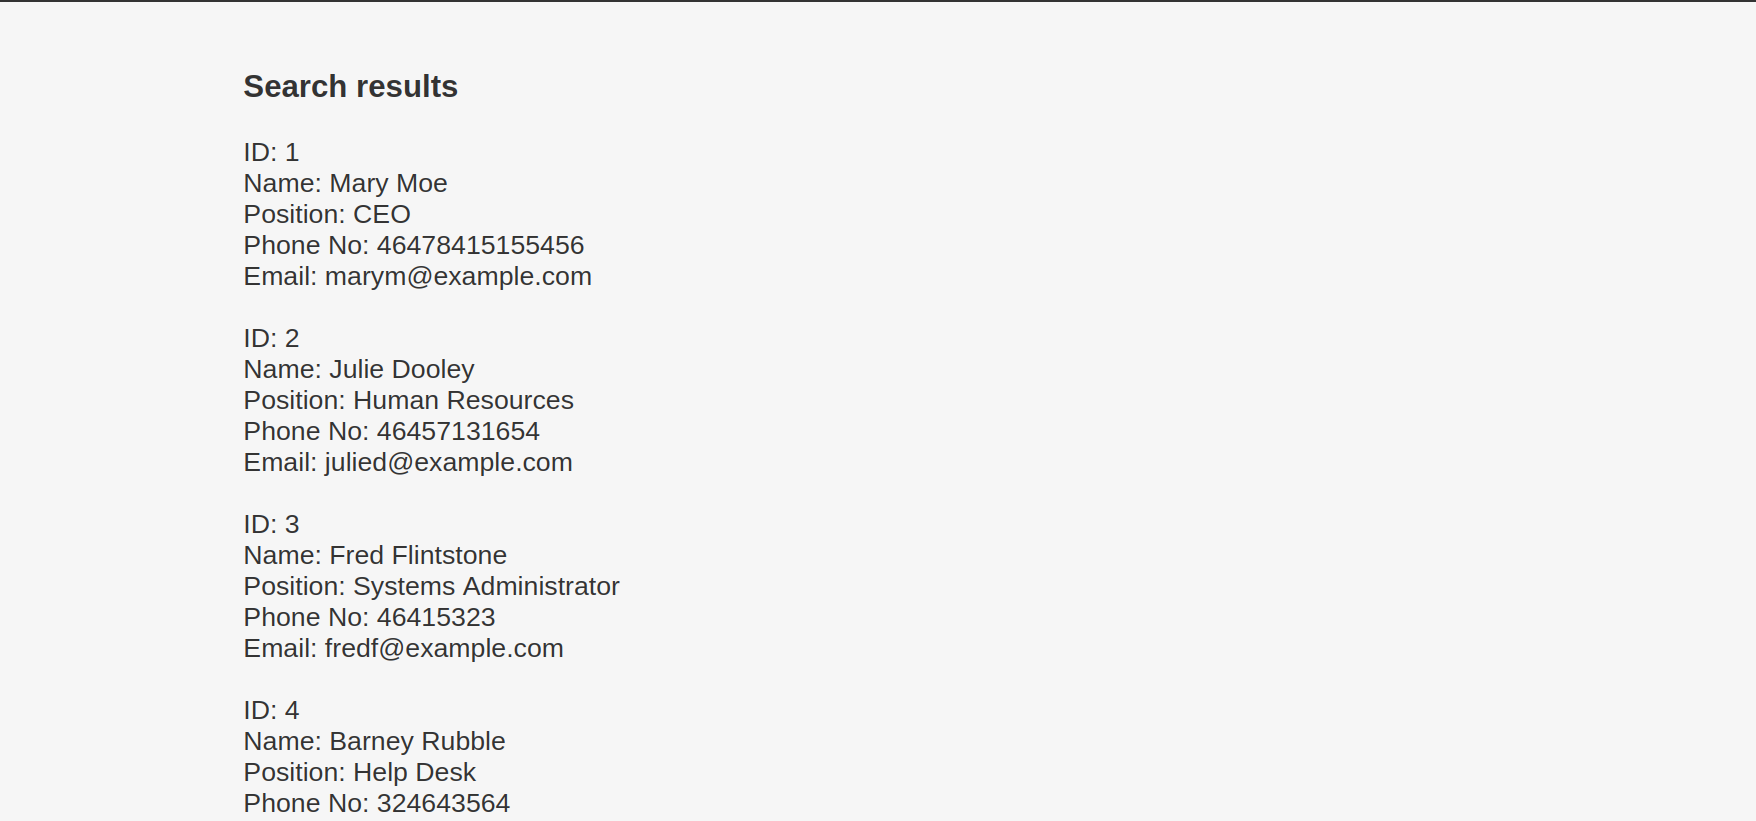 Search results
ID: 1
Name: Mary Moe
Position: CEO
Phone No: 46478415155456
Email: marym@example.com
ID: 2
Name: Julie Dooley
Position: Human Resources
Phone No: 46457131654
Email: julied@example.com
ID: 3
Name: Fred Flintstone
Position: Systems Administrator
Phone No: 46415323
Email: fredf@example.com
ID: 4
Name: Barney Rubble
Position: Help Desk
Phone No: 324643564